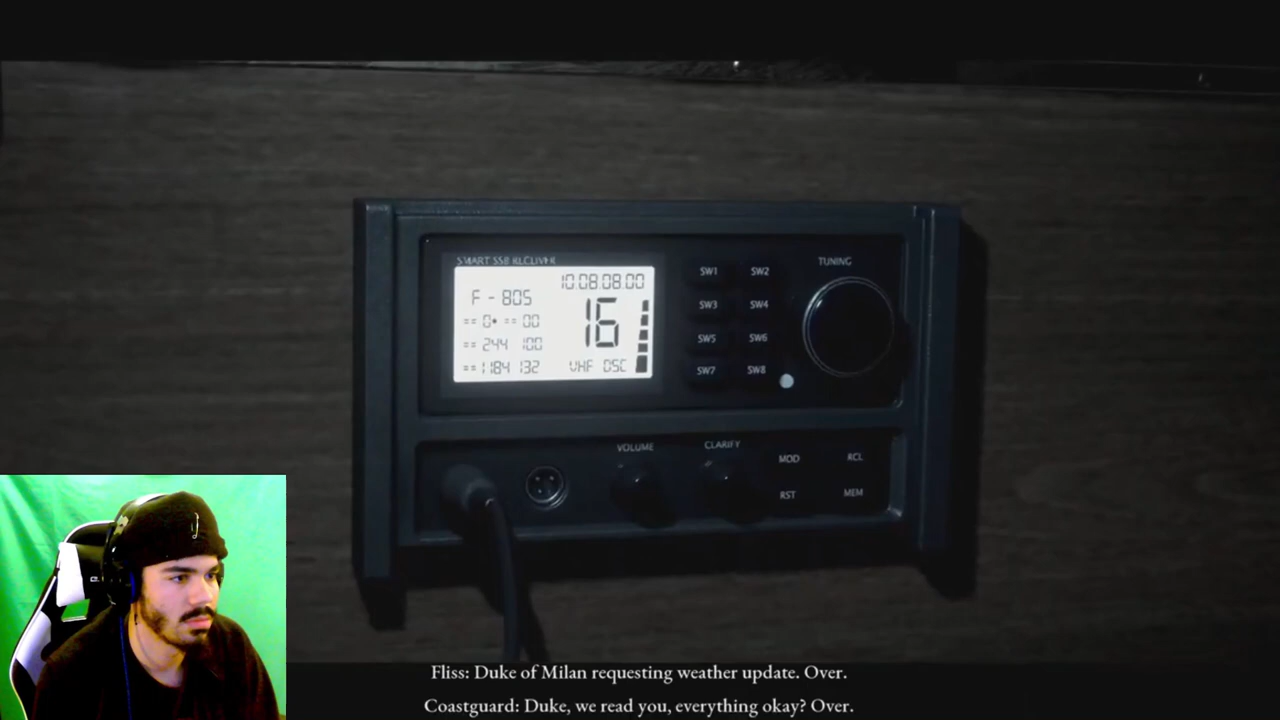 SMART SSB RECEIVER
10.08.08.00
F - 805
16
== 0• == 00
== 244 100
== 1184 132
VHF DSC
SW1 SW2
SW3 SW4
SW5 SW6
SW7 SW8
TUNING
VOLUME
CLARIFY
MOD RCL
RST MEM
Fliss: Duke of Milan requesting weather update. Over.
Coastguard: Duke, we read you, everything okay? Over.